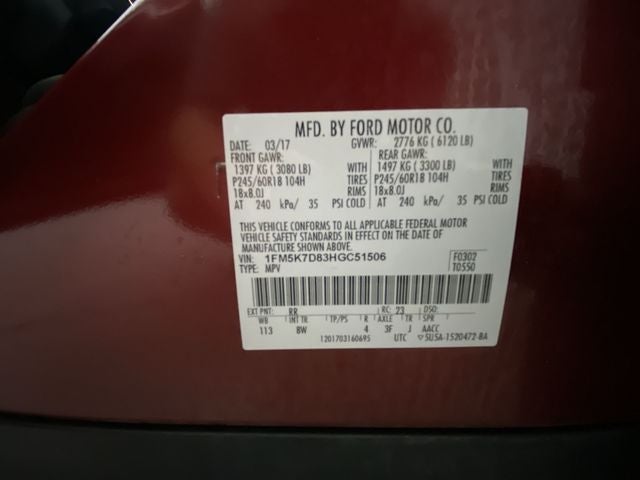 MFD. BY FORD MOTOR CO.
DATE: 03/17 GVWR: 2776 KG ( 6120 LB)
FRONT GAWR: REAR GAWR:
1397 KG ( 3080 LB) WITH 1497 KG ( 3300 LB) WITH
P245/60R18 104H TIRES P245/60R18 104H TIRES
18x8.0J RIMS 18x8.0J RIMS
AT 240 kPa/ 35 PSI COLD AT 240 kPa/ 35 PSI COLD
THIS VEHICLE CONFORMS TO ALL APPLICABLE FEDERAL MOTOR
VEHICLE SAFETY STANDARDS IN EFFECT ON THE DATE OF
MANUFACTURE SHOWN ABOVE.
VIN: 1FM5K7D83HGC51506 F0302
TYPE: MPV T0550
EXT PNT: RR RC: 23 DSO:
WB INT TR TP/PS R AXLE TR SPR
113 8W 4 3F J AACC
1201703160695 UTC ▽5U5A-1520472-BA